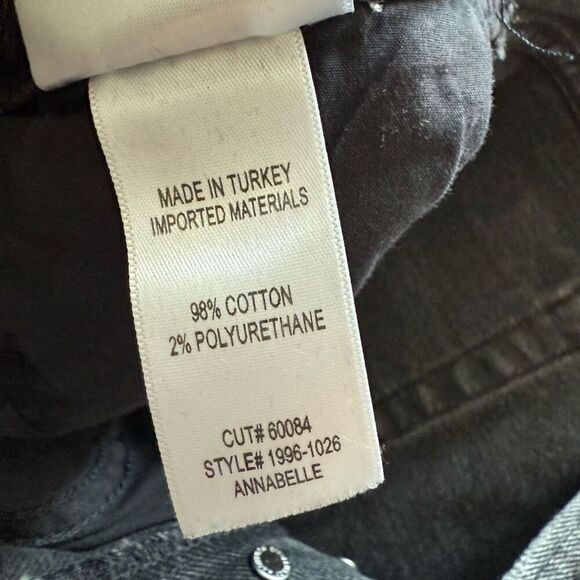 MADE IN TURKEY
IMPORTED MATERIALS
98% COTTON
2% POLYURETHANE
CUT# 60084
STYLE# 1996-1026
ANNABELLE